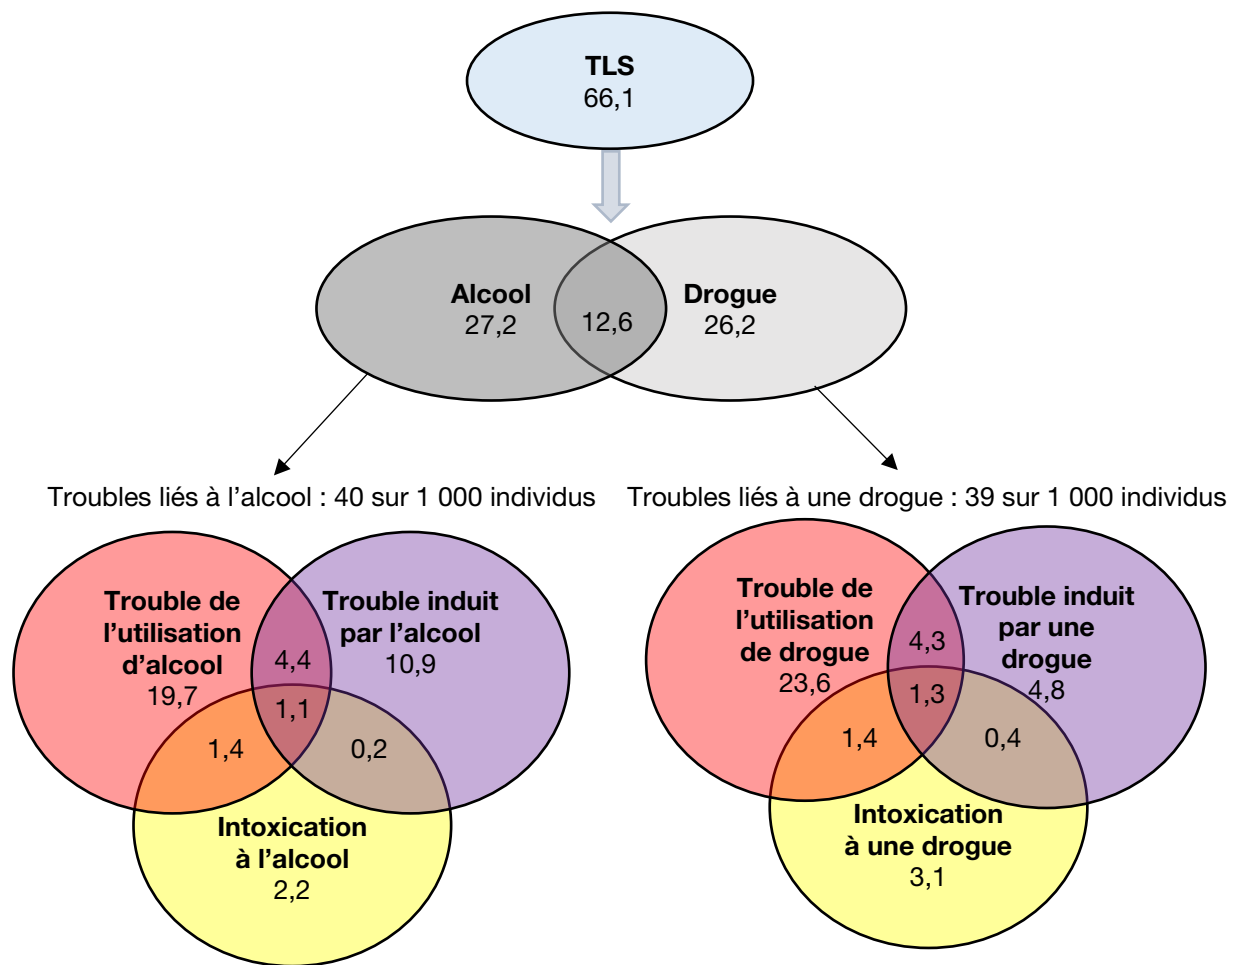 TLS
66,1
Alcool
27,2
12,6
Drogue
26,2
Troubles liés à l’alcool : 40 sur 1 000 individus
Trouble de
l’utilisation
d’alcool
19,7
Trouble induit
par l’alcool
10,9
4,4
1,1
1,4
0,2
Intoxication
à l’alcool
2,2
Troubles liés à une drogue : 39 sur 1 000 individus
Trouble de
l’utilisation
de drogue
23,6
Trouble induit
par une
drogue
4,8
4,3
1,3
1,4
0,4
Intoxication
à une drogue
3,1